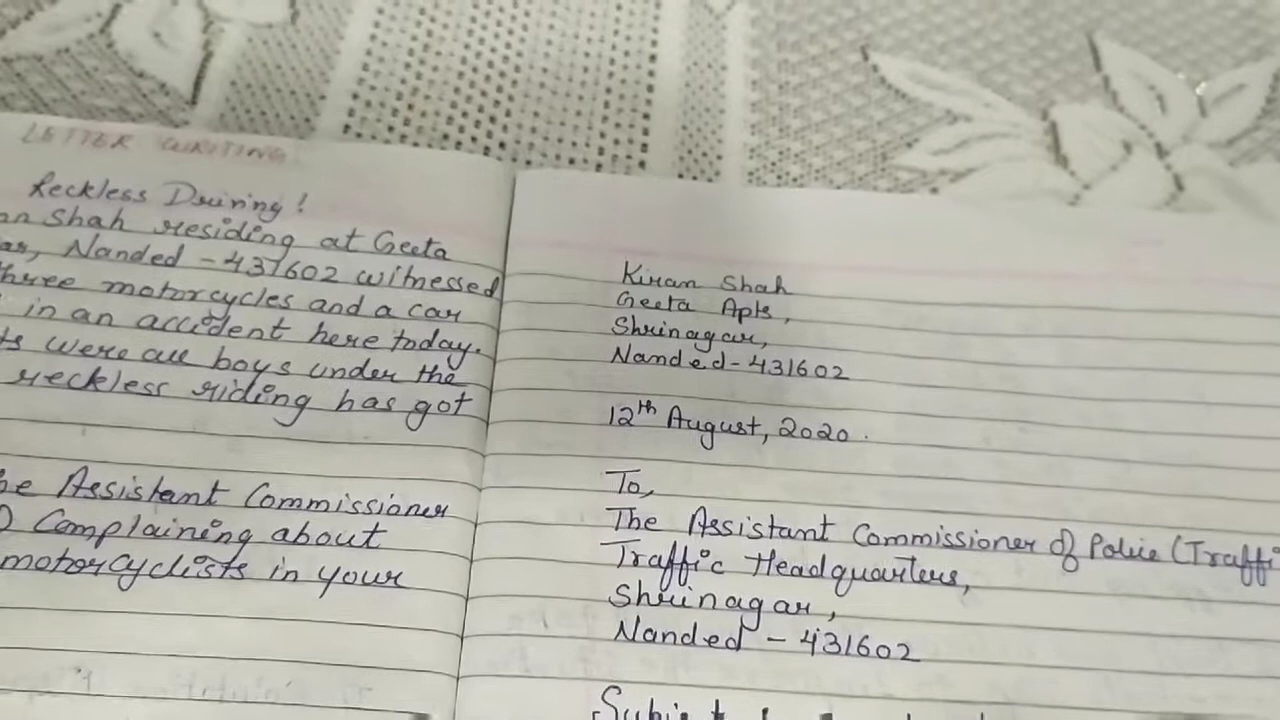 LETTER WRITING
Reckless Driving!
an Shah residing at Geeta
ar, Nanded - 431602 witnessed
three motorcycles and a car
in an accident here today.
ts were all boys under the
reckless riding has got
he Assistant Commissioner
) Complaining about
motorcyclists in your
Kiran Shah
Geeta Apts,
Shrinagar,
Nanded - 431602
12th August, 2020.
To,
The Assistant Commissioner of Police (Traffi
Traffic Headquarters,
Shrinagar,
Nanded - 431602
Subject